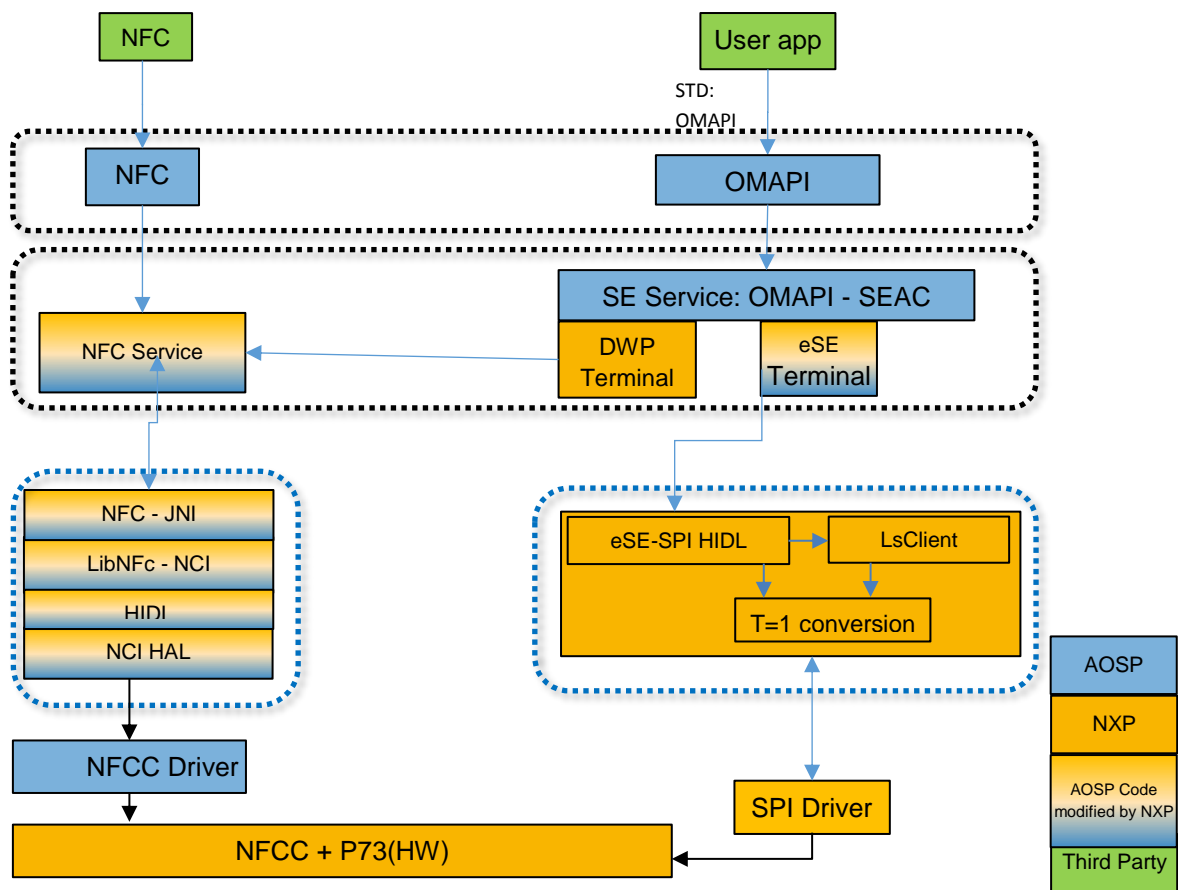 NFC
User app
STD:
OMAPI
NFC
OMAPI
SE Service: OMAPI - SEAC
NFC Service
DWP
Terminal
eSE
Terminal
NFC - JNI
LibNFc - NCI
NCI HAL
eSE-SPI HIDL
LsClient
T=1 conversion
NFCC Driver
SPI Driver
NFCC + P73(HW)
AOSP
NXP
AOSP Code
modified by NXP
Third Party